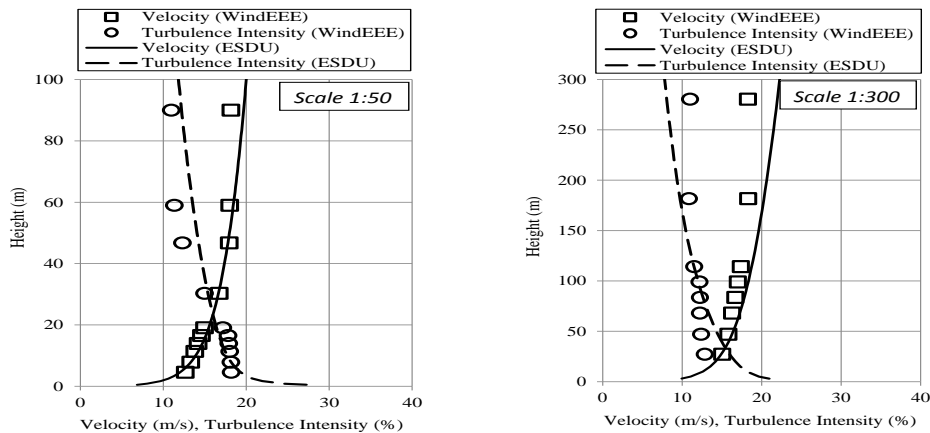 Velocity (WindEEE)
Turbulence Intensity (WindEEE)
Velocity (ESDU)
Turbulence Intensity (ESDU)
Scale 1:50
100
80
60
40
20
0
Height (m)
0 10 20 30 40
Velocity (m/s), Turbulence Intensity (%)
Velocity (WindEEE)
Turbulence Intensity (WindEEE)
Velocity (ESDU)
Turbulence Intensity (ESDU)
Scale 1:300
300
250
200
150
100
50
0
Height (m)
0 10 20 30 40
Velocity (m/s), Turbulence Intensity (%)